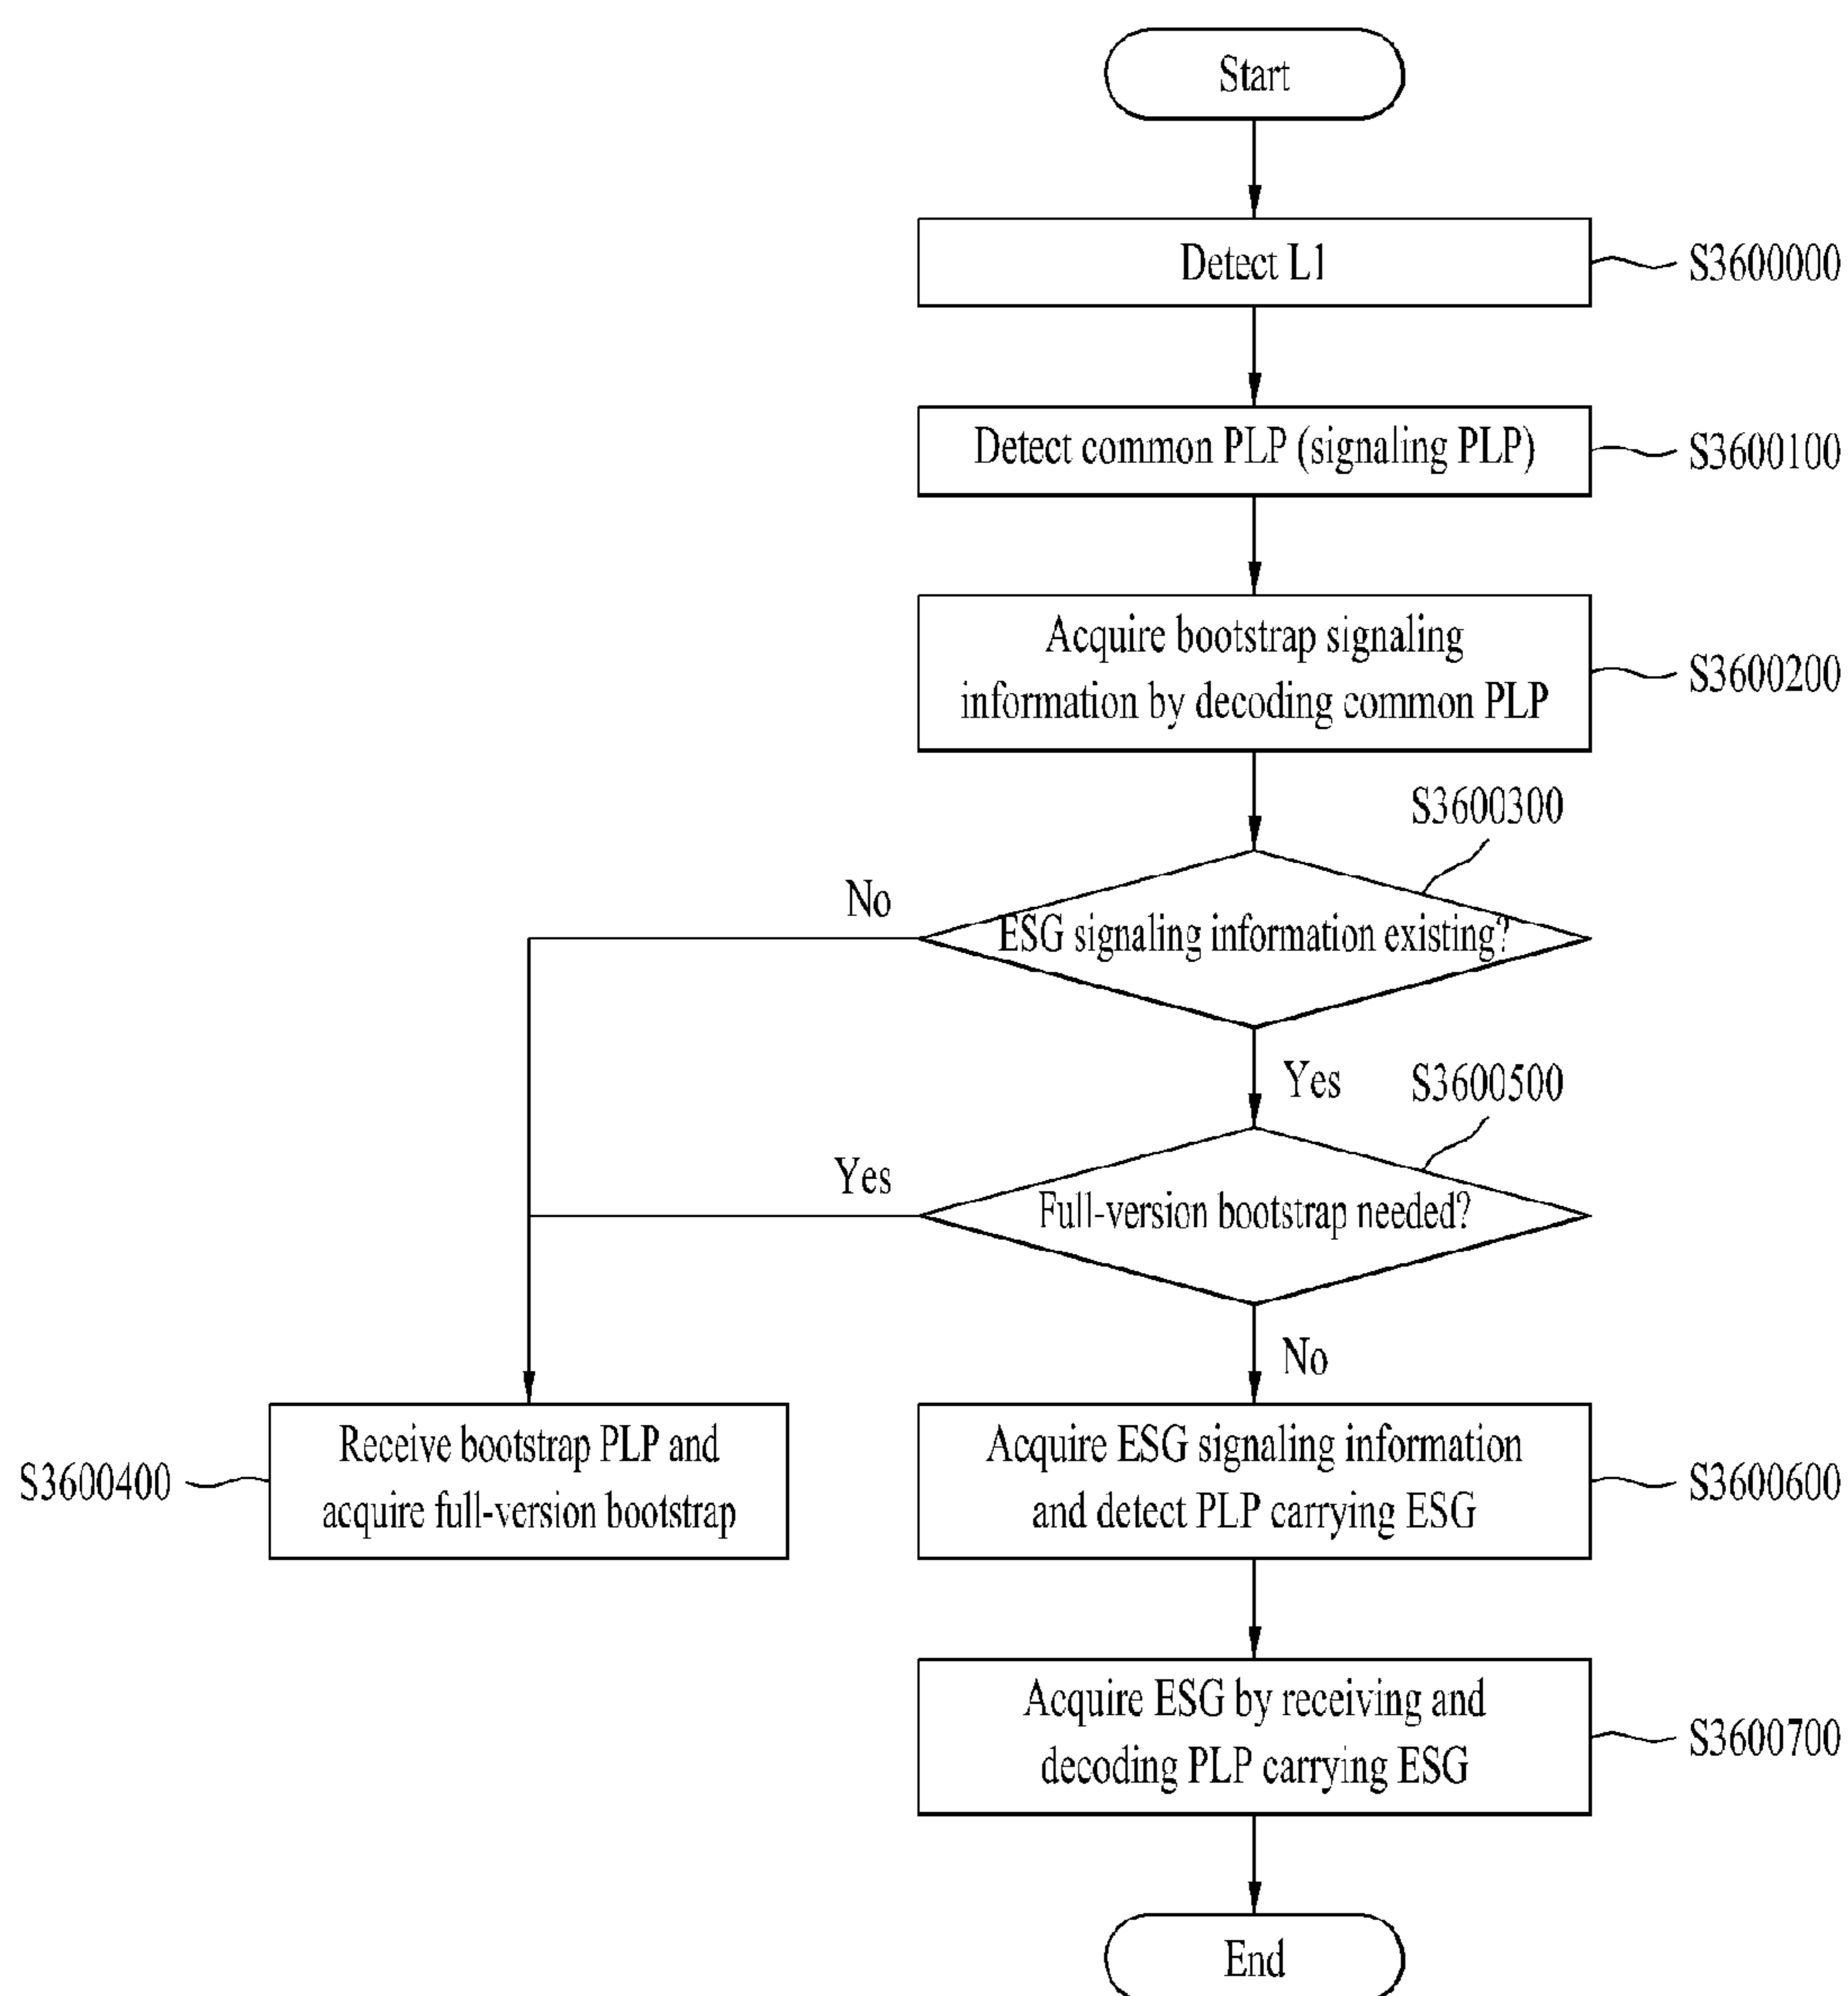 Start
Detect L1
S3600000
Detect common PLP (signaling PLP)
S3600100
Acquire bootstrap signaling
information by decoding common PLP
S3600200
S3600300
No
ESG signaling information existing?
Yes
S3600500
Yes
Full-version bootstrap needed?
No
S3600400
Receive bootstrap PLP and
acquire full-version bootstrap
Acquire ESG signaling information
and detect PLP carrying ESG
S3600600
Acquire ESG by receiving and
decoding PLP carrying ESG
S3600700
End